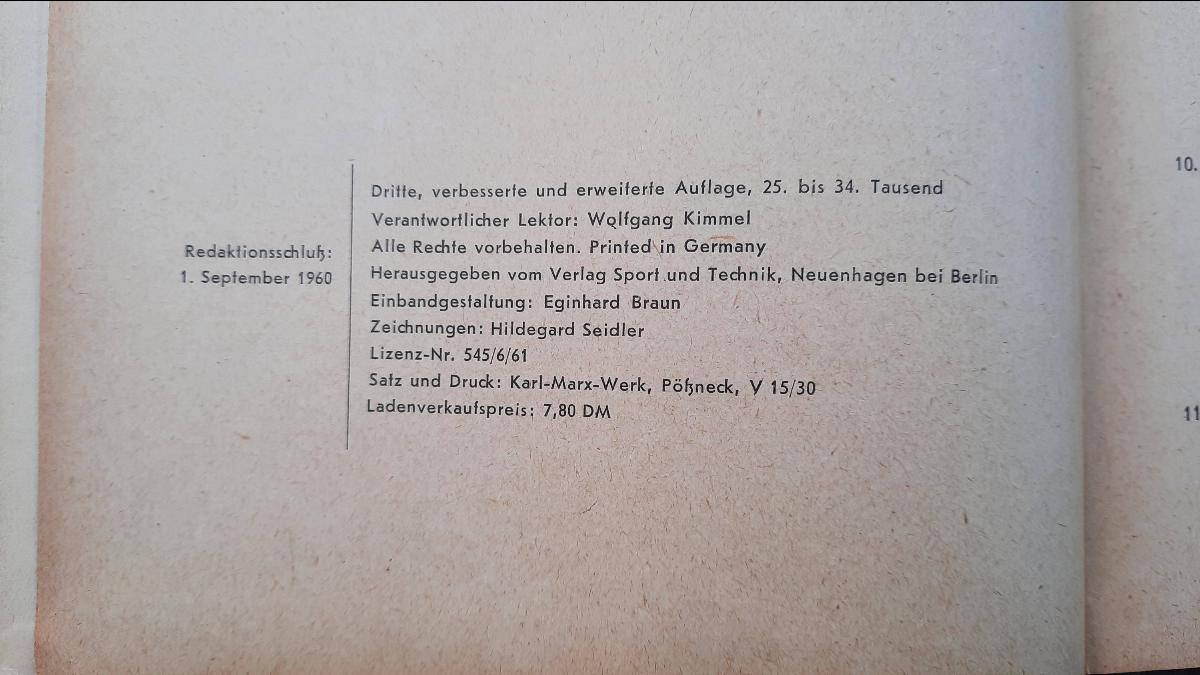 Redaktionsschluß:
1. September 1960
Dritte, verbesserte und erweiterte Auflage, 25. bis 34. Tausend
Verantwortlicher Lektor: Wolfgang Kimmel
Alle Rechte vorbehalten. Printed in Germany
Herausgegeben vom Verlag Sport und Technik, Neuenhagen bei Berlin
Einbandgestaltung: Eginhard Braun
Zeichnungen: Hildegard Seidler
Lizenz-Nr. 545/6/61
Satz und Druck: Karl-Marx-Werk, Pößneck, V 15/30
Ladenverkaufspreis: 7,80 DM
10.
11